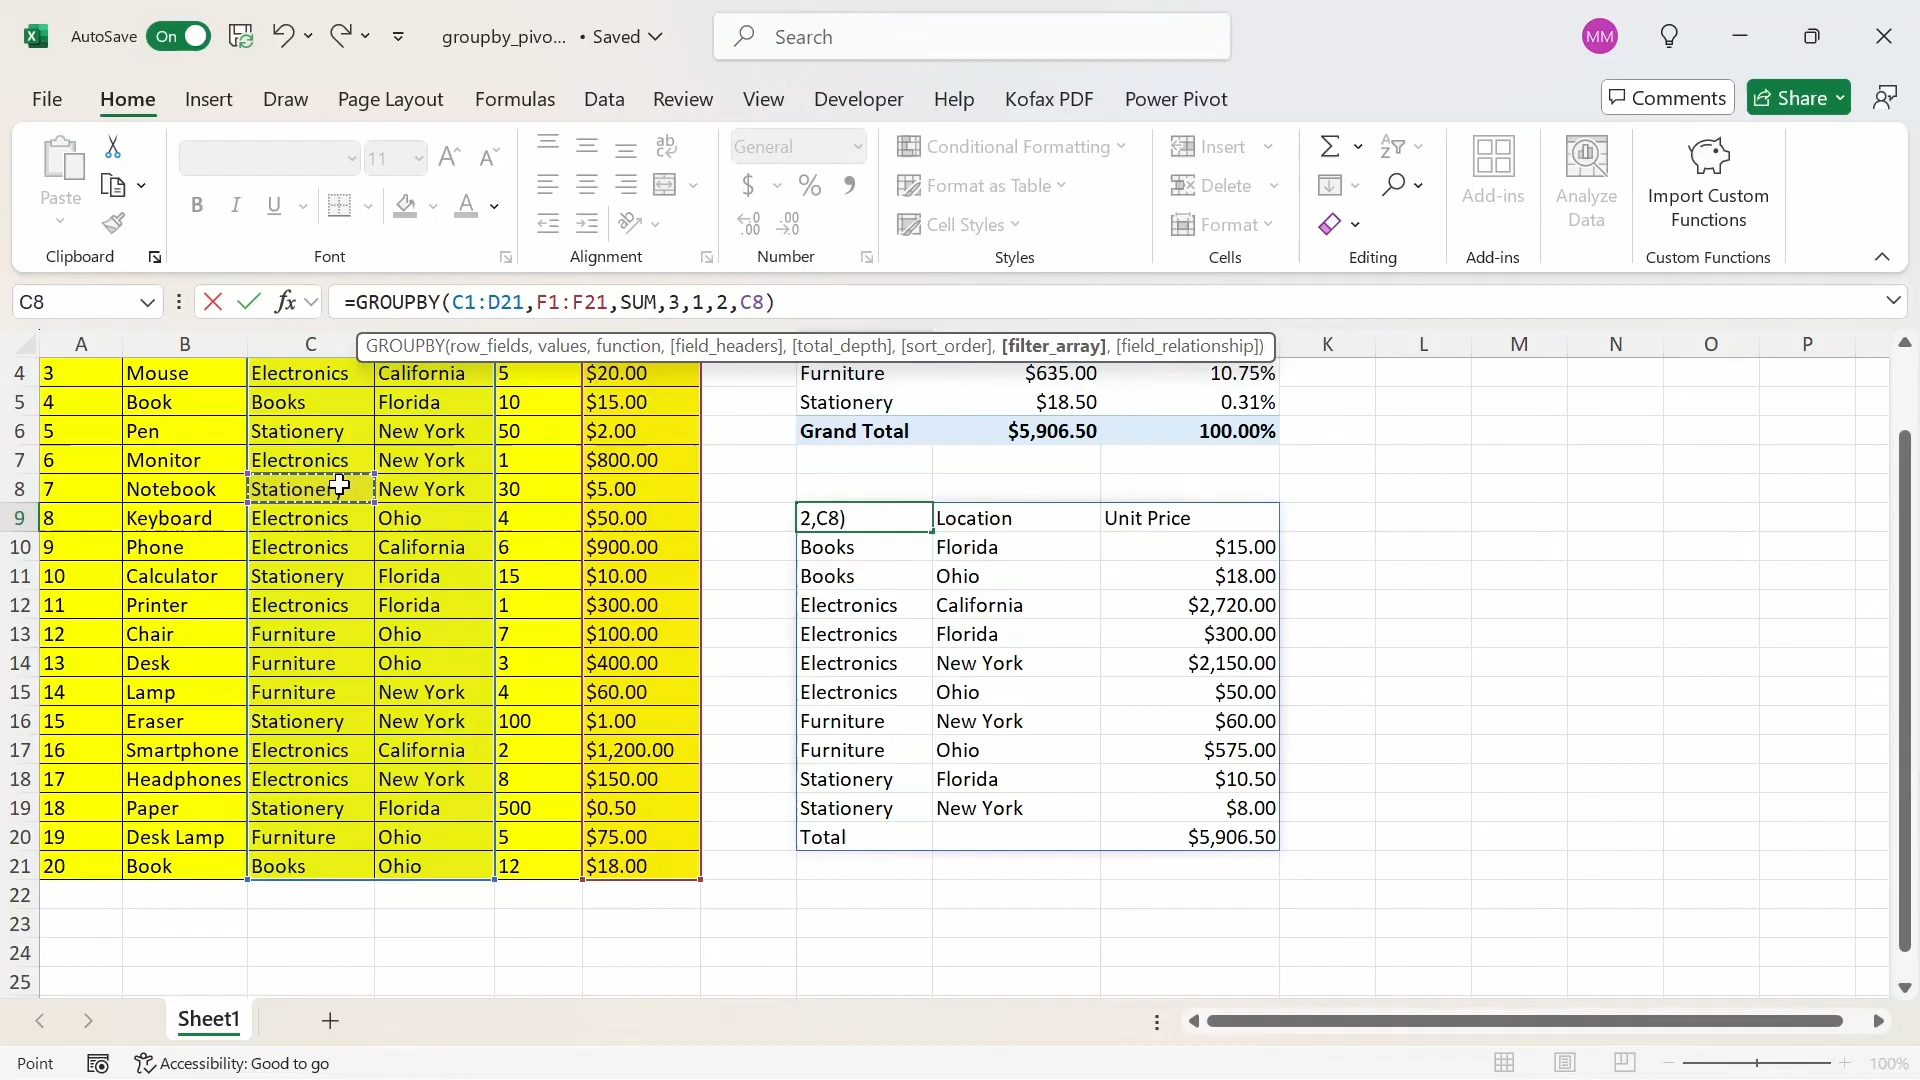 AutoSave On groupby_pivo... • Saved Search MM
File Home Insert Draw Page Layout Formulas Data Review View Developer Help Kofax PDF Power Pivot Comments Share
Paste 11 General Conditional Formatting Insert Add-ins Analyze Data Import Custom Functions
B I U $ % Format as Table Delete
Cell Styles Format
Clipboard Font Alignment Number Styles Cells Editing Add-ins Custom Functions
C8 fx =GROUPBY(C1:D21,F1:F21,SUM,3,1,2,C8)
GROUPBY(row_fields, values, function, [field_headers], [total_depth], [sort_order], [filter_array], [field_relationship])
A B C K L M N O P
4 3 Mouse Electronics California 5 $20.00 Furniture $635.00 10.75%
5 4 Book Books Florida 10 $15.00 Stationery $18.50 0.31%
6 5 Pen Stationery New York 50 $2.00 Grand Total $5,906.50 100.00%
7 6 Monitor Electronics New York 1 $800.00
8 7 Notebook Stationery New York 30 $5.00
9 8 Keyboard Electronics Ohio 4 $50.00 2,C8) Location Unit Price
10 9 Phone Electronics California 6 $900.00 Books Florida $15.00
11 10 Calculator Stationery Florida 15 $10.00 Books Ohio $18.00
12 11 Printer Electronics Florida 1 $300.00 Electronics California $2,720.00
13 12 Chair Furniture Ohio 7 $100.00 Electronics Florida $300.00
14 13 Desk Furniture Ohio 3 $400.00 Electronics New York $2,150.00
15 14 Lamp Furniture New York 4 $60.00 Electronics Ohio $50.00
16 15 Eraser Stationery New York 100 $1.00 Furniture New York $60.00
17 16 Smartphone Electronics California 2 $1,200.00 Furniture Ohio $575.00
18 17 Headphones Electronics New York 8 $150.00 Stationery Florida $10.50
19 18 Paper Stationery Florida 500 $0.50 Stationery New York $8.00
20 19 Desk Lamp Furniture Ohio 5 $75.00 Total $5,906.50
21 20 Book Books Ohio 12 $18.00
22
23
24
25
Sheet1
Point Accessibility: Good to go 100%